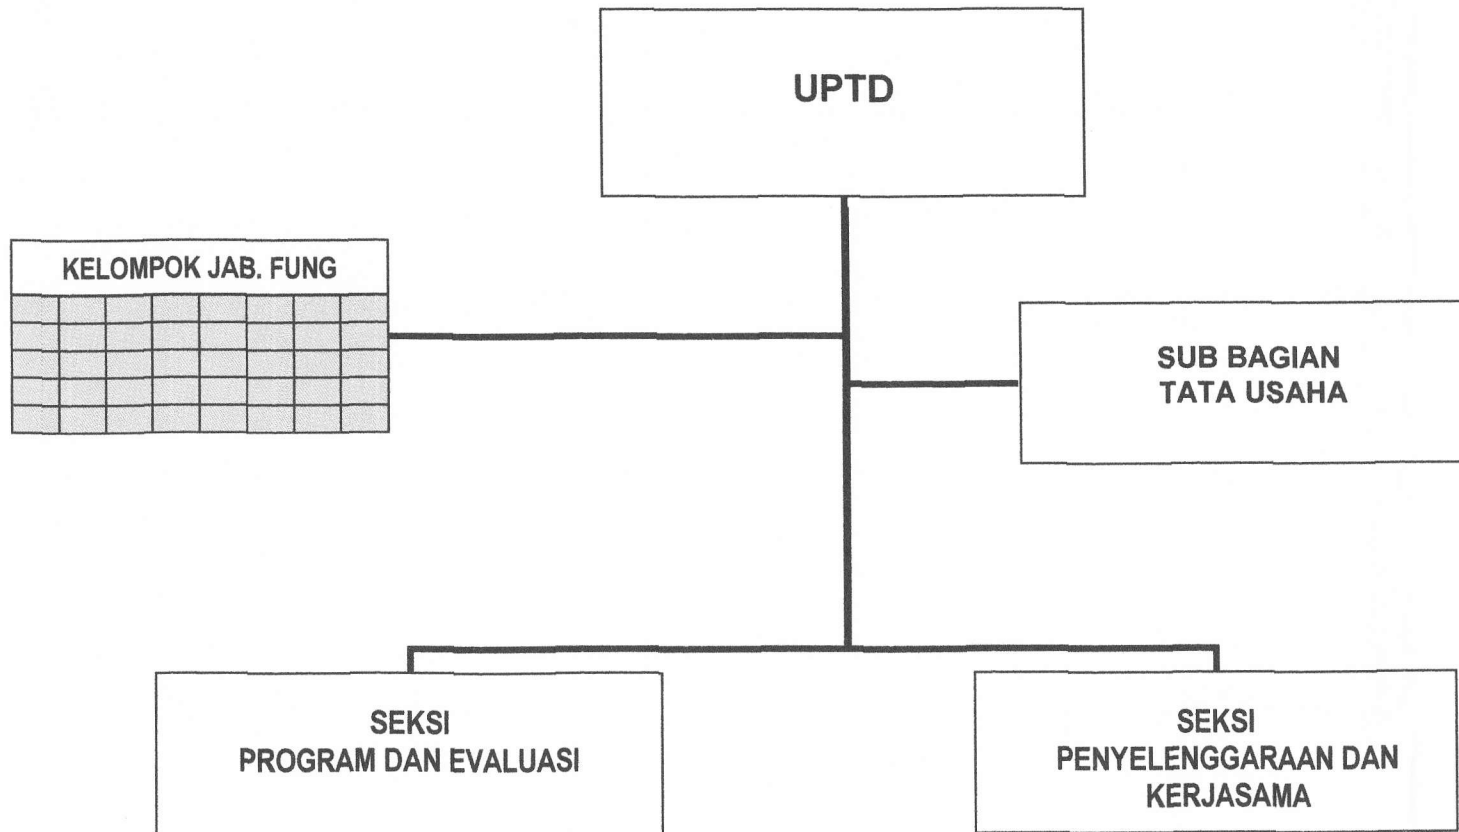 UPTD
KELOMPOK JAB. FUNG
SUB BAGIAN
TATA USAHA
SEKSI
PROGRAM DAN EVALUASI
SEKSI
PENYELENGGARAAN DAN
KERJASAMA